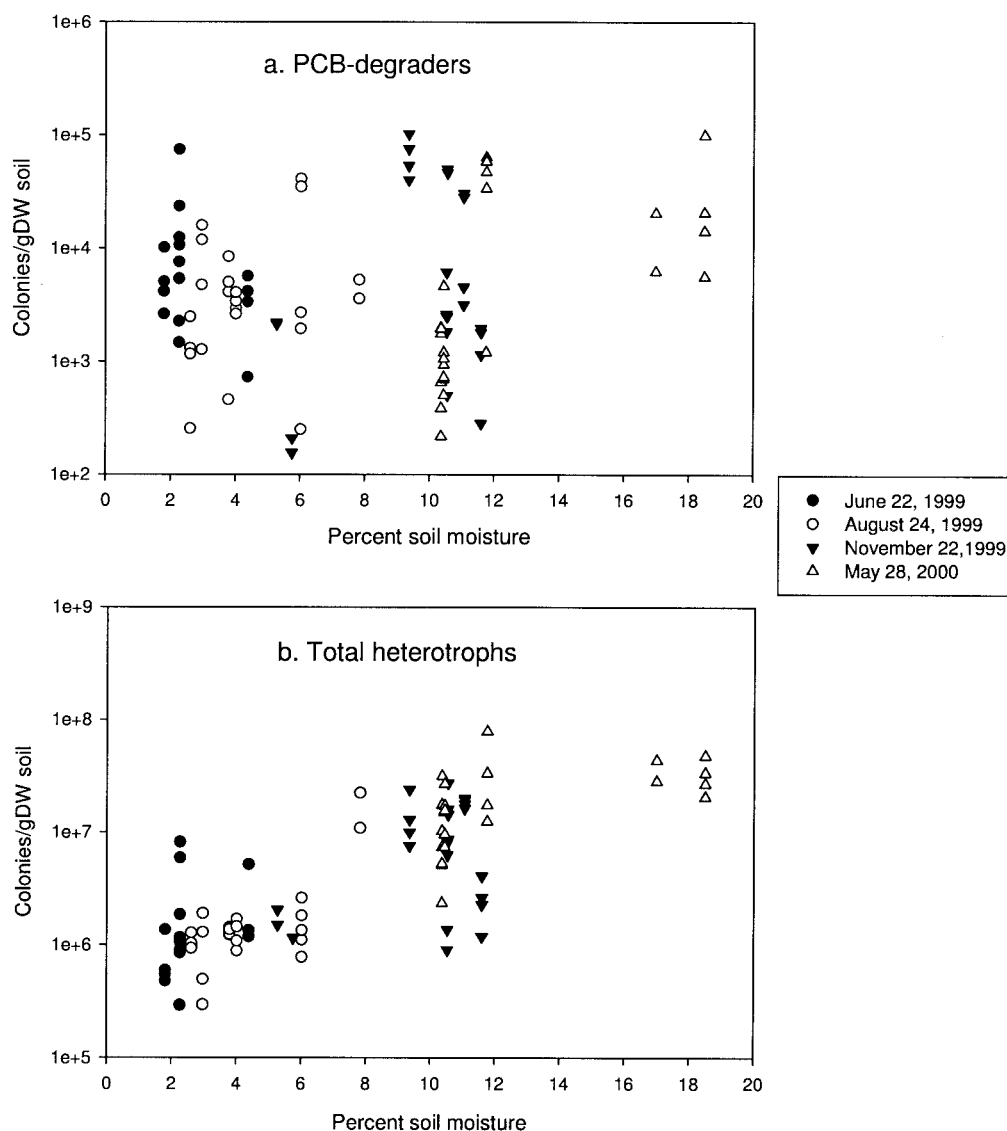 1e+6
a. PCB-degraders
1e+5
1e+4
1e+3
1e+2
Colonies/gDW soil
0 2 4 6 8 10 12 14 16 18 20
Percent soil moisture
June 22, 1999
August 24, 1999
November 22,1999
May 28, 2000
1e+9
b. Total heterotrophs
1e+8
1e+7
1e+6
1e+5
Colonies/gDW soil
0 2 4 6 8 10 12 14 16 18 20
Percent soil moisture